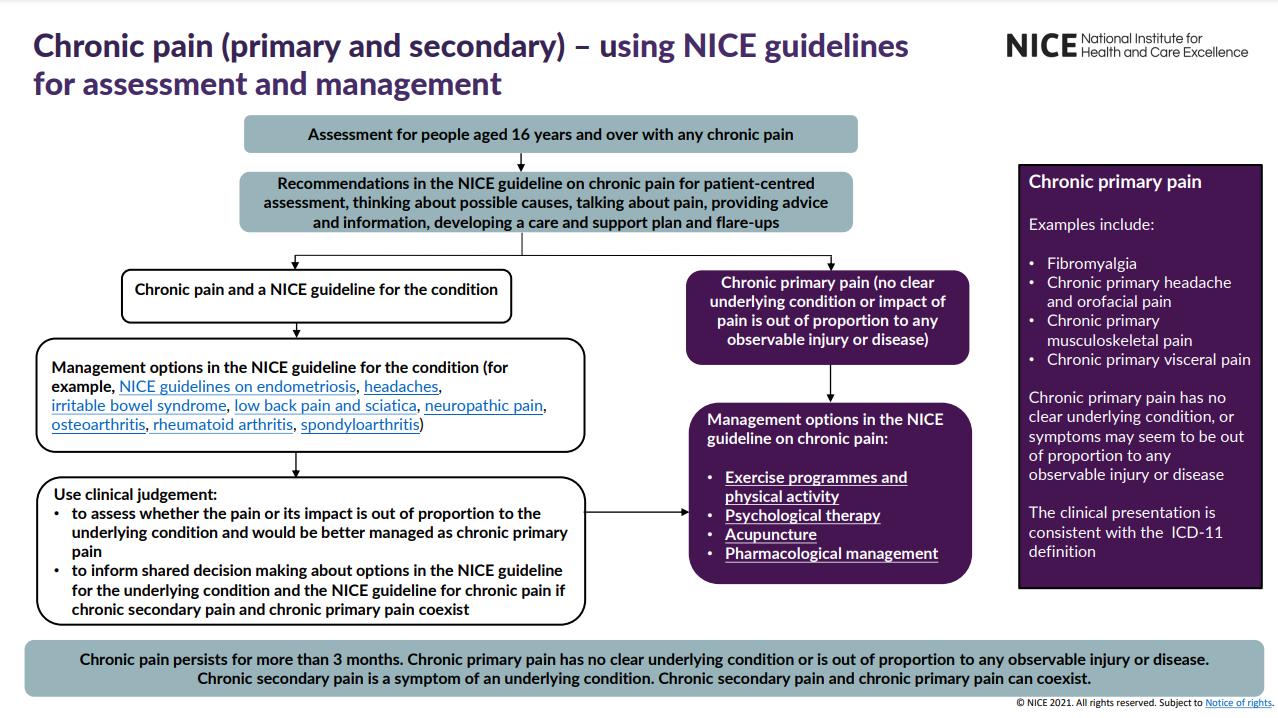 Chronic pain (primary and secondary) – using NICE guidelines
for assessment and management
NICE National Institute for
Health and Care Excellence
Assessment for people aged 16 years and over with any chronic pain
Recommendations in the NICE guideline on chronic pain for patient-centred
assessment, thinking about possible causes, talking about pain, providing advice
and information, developing a care and support plan and flare-ups
Chronic pain and a NICE guideline for the condition
Management options in the NICE guideline for the condition (for
example, NICE guidelines on endometriosis, headaches,
irritable bowel syndrome, low back pain and sciatica, neuropathic pain,
osteoarthritis, rheumatoid arthritis, spondyloarthritis)
Use clinical judgement:
• to assess whether the pain or its impact is out of proportion to the
underlying condition and would be better managed as chronic primary
pain
• to inform shared decision making about options in the NICE guideline
for the underlying condition and the NICE guideline for chronic pain if
chronic secondary pain and chronic primary pain coexist
Chronic primary pain (no clear
underlying condition or impact of
pain is out of proportion to any
observable injury or disease)
Management options in the NICE
guideline on chronic pain:
• Exercise programmes and
physical activity
• Psychological therapy
• Acupuncture
• Pharmacological management
Chronic primary pain
Examples include:
• Fibromyalgia
• Chronic primary headache
and orofacial pain
• Chronic primary
musculoskeletal pain
• Chronic primary visceral pain
Chronic primary pain has no
clear underlying condition, or
symptoms may seem to be out
of proportion to any
observable injury or disease
The clinical presentation is
consistent with the ICD-11
definition
Chronic pain persists for more than 3 months. Chronic primary pain has no clear underlying condition or is out of proportion to any observable injury or disease.
Chronic secondary pain is a symptom of an underlying condition. Chronic secondary pain and chronic primary pain can coexist.
© NICE 2021. All rights reserved. Subject to Notice of rights.